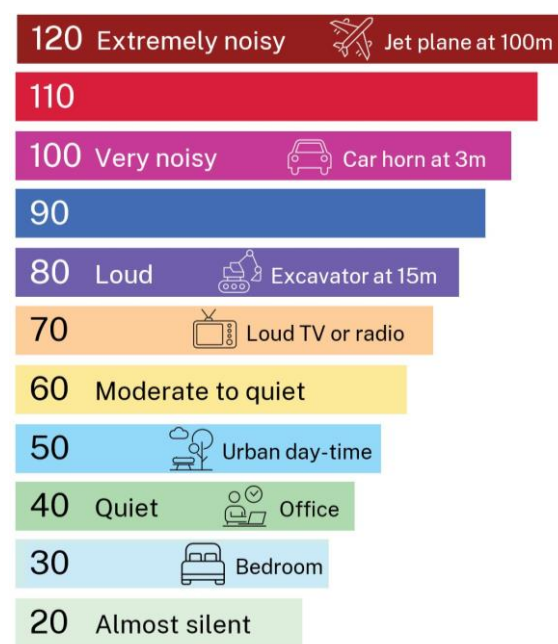 120 Extremely noisy Jet plane at 100m
110
100 Very noisy Car horn at 3m
90
80 Loud Excavator at 15m
70 Loud TV or radio
60 Moderate to quiet
50 Urban day-time
40 Quiet Office
30 Bedroom
20 Almost silent